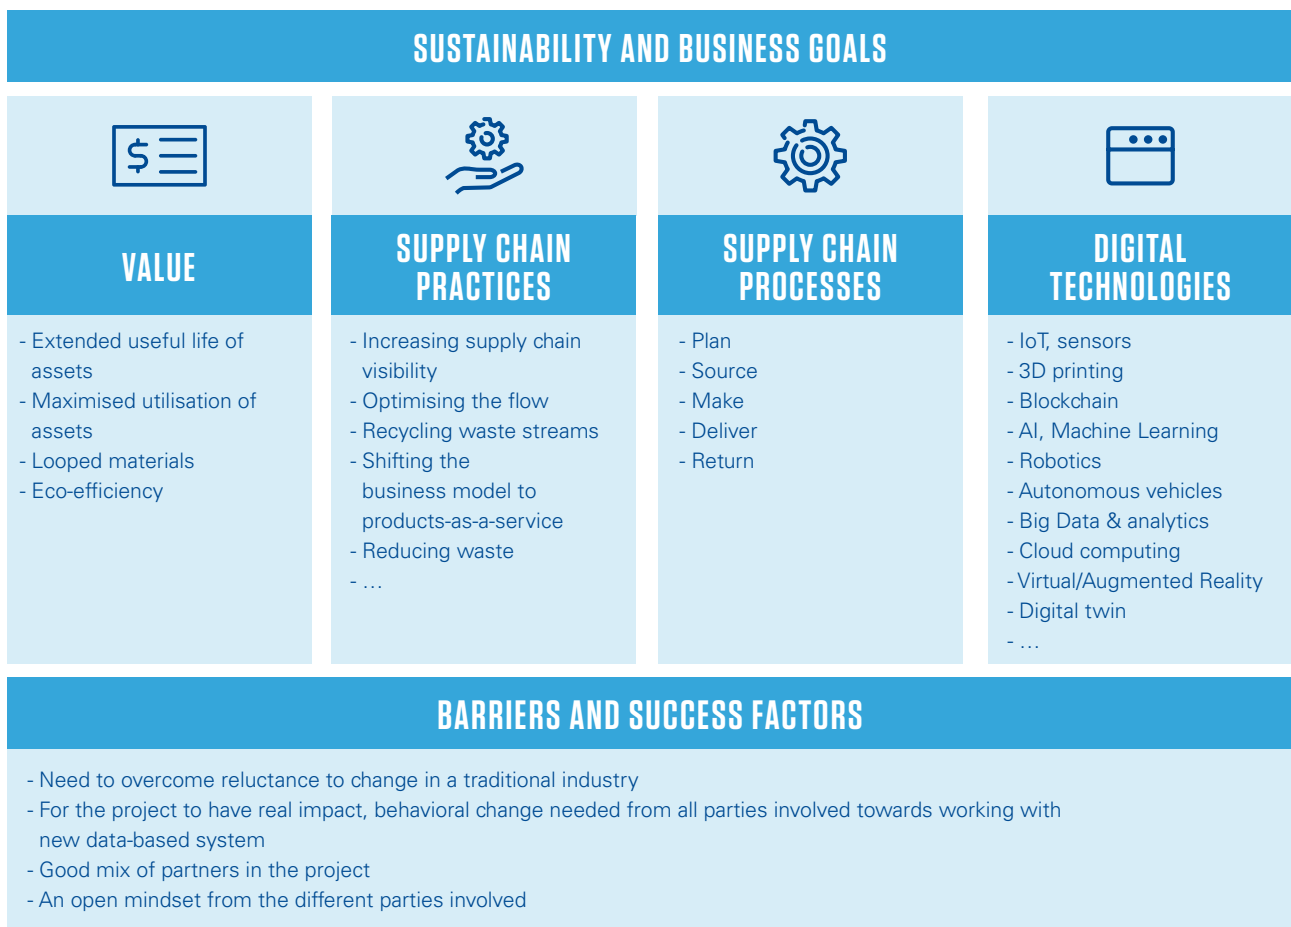 SUSTAINABILITY AND BUSINESS GOALS
$
VALUE
- Extended useful life of
assets
- Maximised utilisation of
assets
- Looped materials
- Eco-efficiency
SUPPLY CHAIN
PRACTICES
- Increasing supply chain
visibility
- Optimising the flow
- Recycling waste streams
- Shifting the
business model to
products-as-a-service
- Reducing waste
- …
SUPPLY CHAIN
PROCESSES
- Plan
- Source
- Make
- Deliver
- Return
DIGITAL
TECHNOLOGIES
- IoT, sensors
- 3D printing
- Blockchain
- AI, Machine Learning
- Robotics
- Autonomous vehicles
- Big Data & analytics
- Cloud computing
- Virtual/Augmented Reality
- Digital twin
- …
BARRIERS AND SUCCESS FACTORS
- Need to overcome reluctance to change in a traditional industry
- For the project to have real impact, behavioral change needed from all parties involved towards working with
new data-based system
- Good mix of partners in the project
- An open mindset from the different parties involved